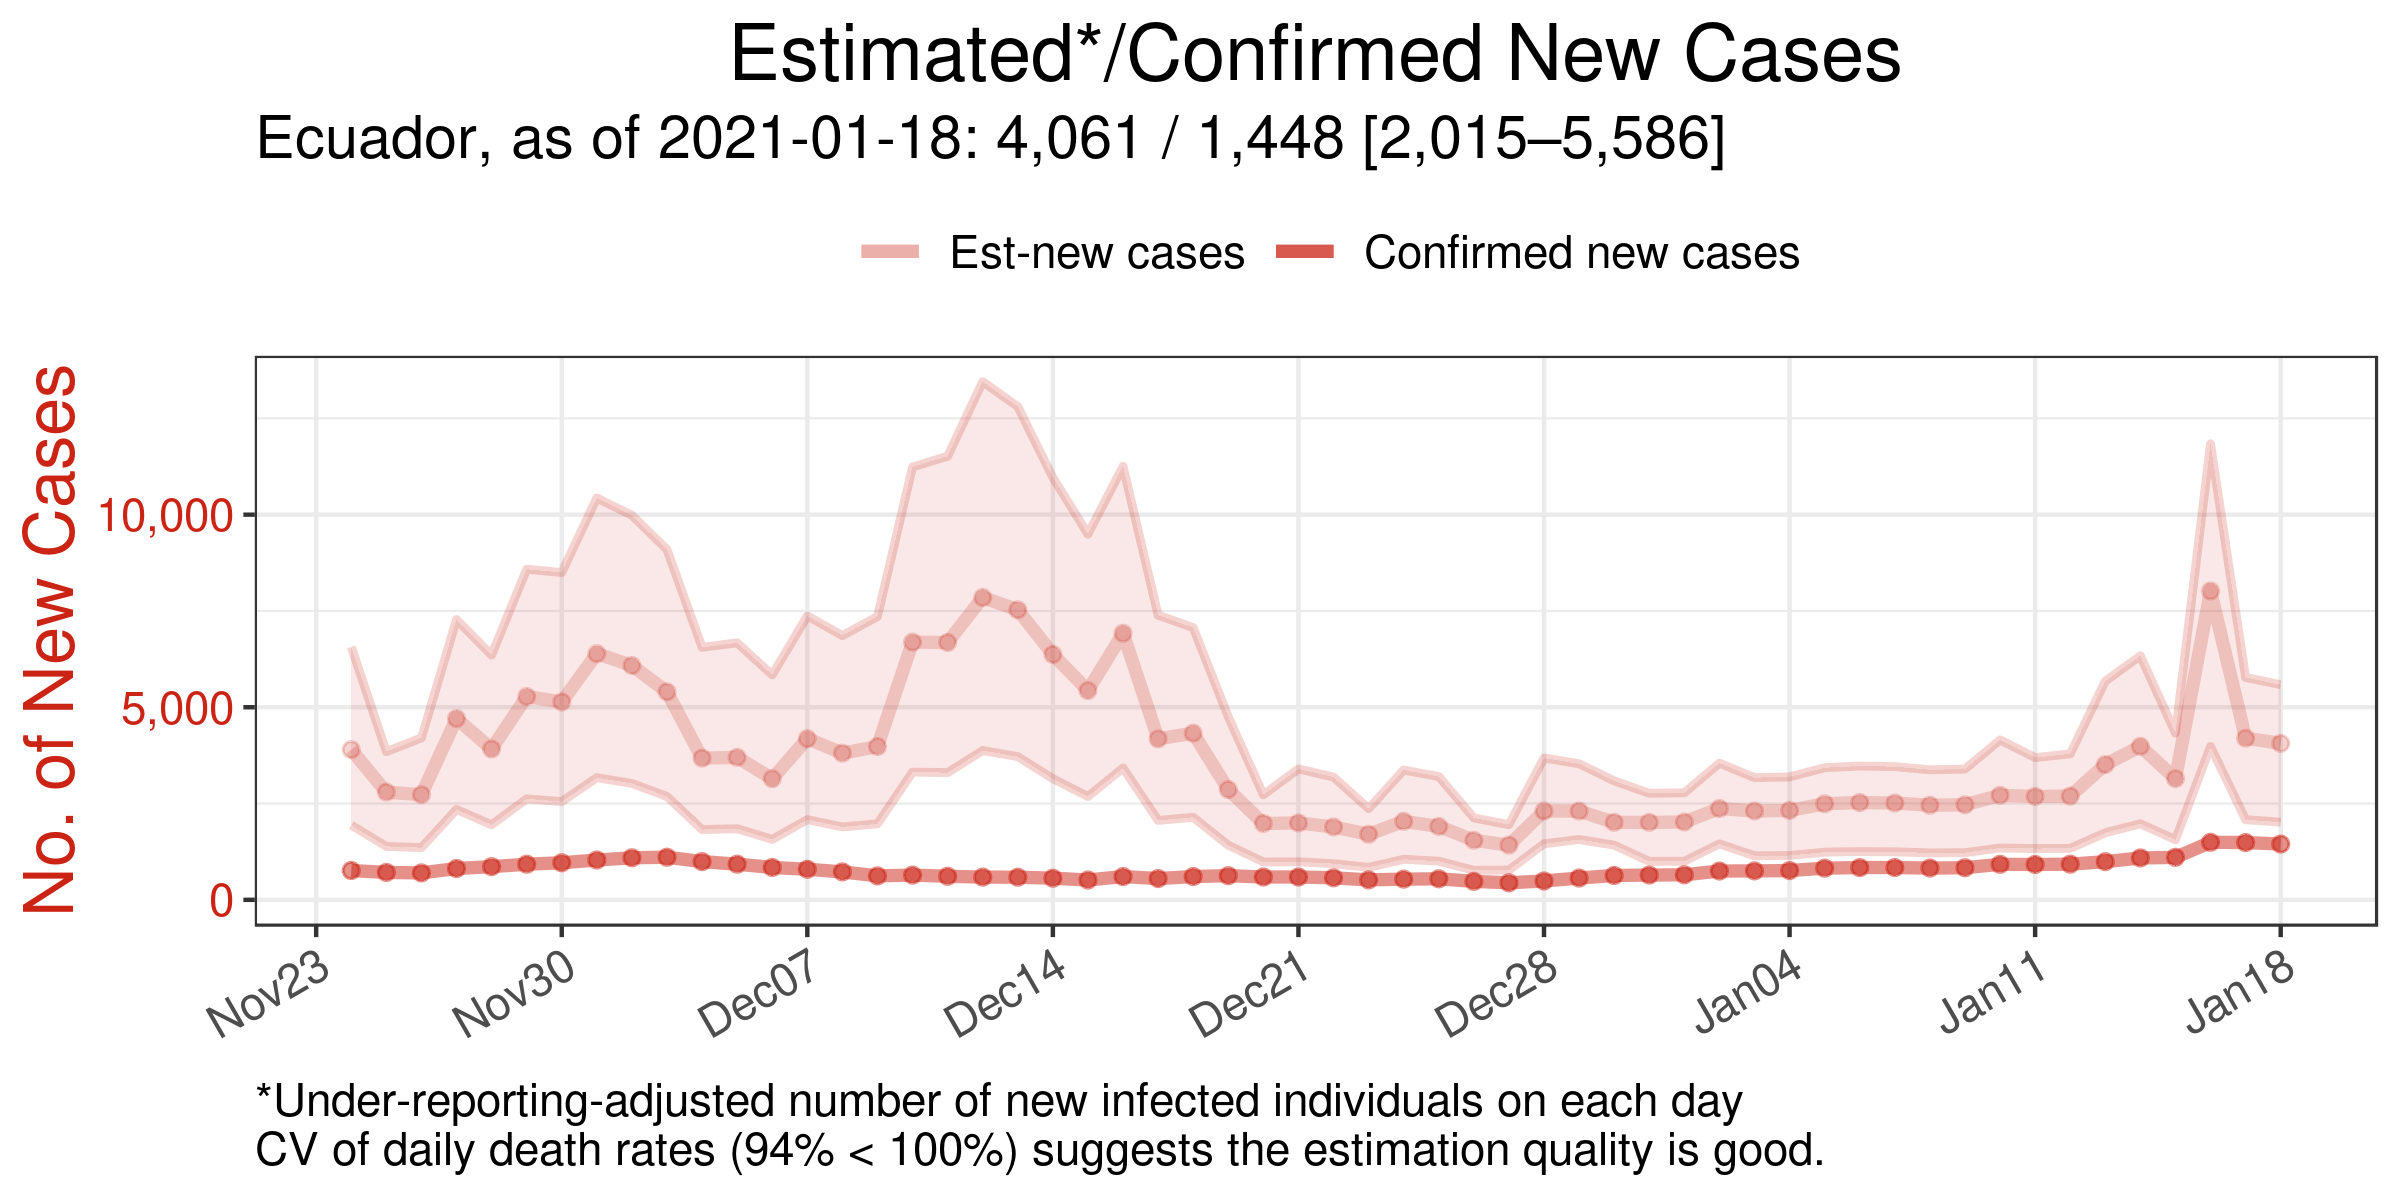 Estimated*/Confirmed New Cases
Ecuador, as of 2021-01-18: 4,061 / 1,448 [2,015–5,586]
Est-new cases Confirmed new cases
No. of New Cases
10,000
5,000
0
Nov23 Nov30 Dec07 Dec14 Dec21 Dec28 Jan04 Jan11 Jan18
*Under-reporting-adjusted number of new infected individuals on each day
CV of daily death rates (94% < 100%) suggests the estimation quality is good.